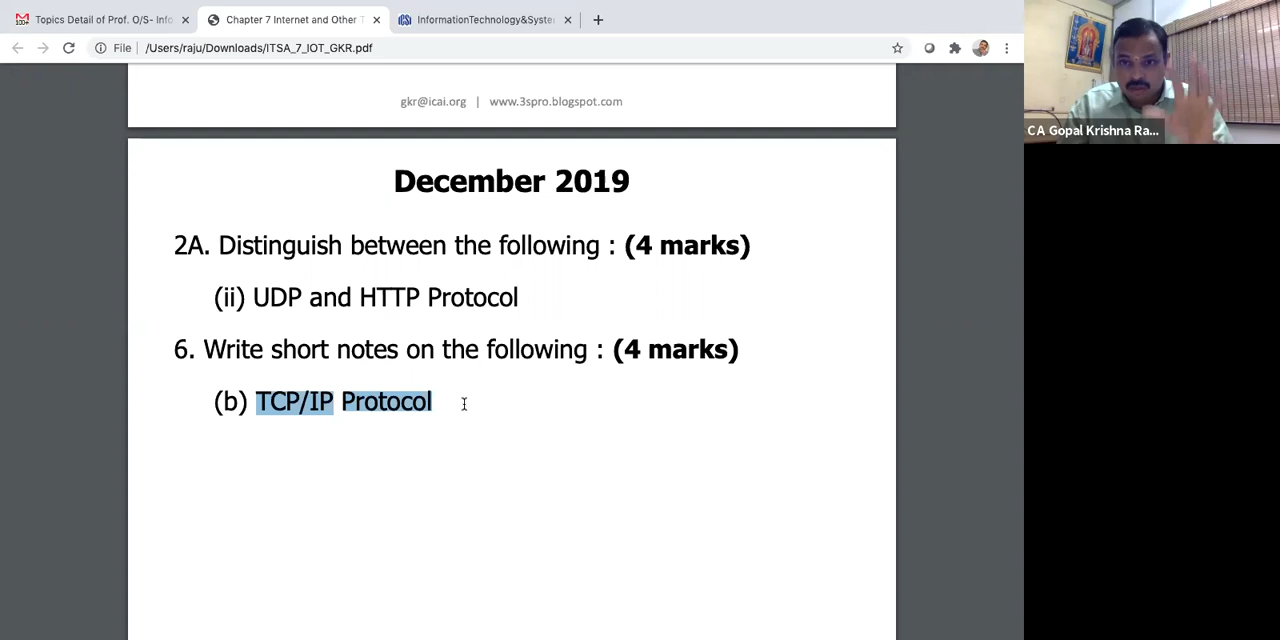 Topics Detail of Prof. O/S- Info
Chapter 7 Internet and Other T
InformationTechnology&Syste
File
/Users/raju/Downloads/ITSA_7_IOT_GKR.pdf
gkr@icai.org | www.3spro.blogspot.com
CA Gopal Krishna Ra...
December 2019
2A. Distinguish between the following : (4 marks)
(ii) UDP and HTTP Protocol
6. Write short notes on the following : (4 marks)
(b) TCP/IP Protocol